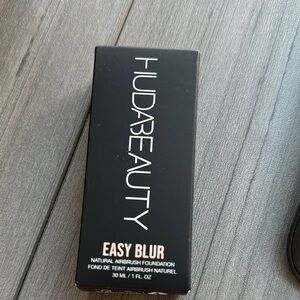 HUDABEAUTY
EASY BLUR
NATURAL AIRBRUSH FOUNDATION
FOND DE TEINT AIRBRUSH NATUREL
30 ML / 1 FL. OZ